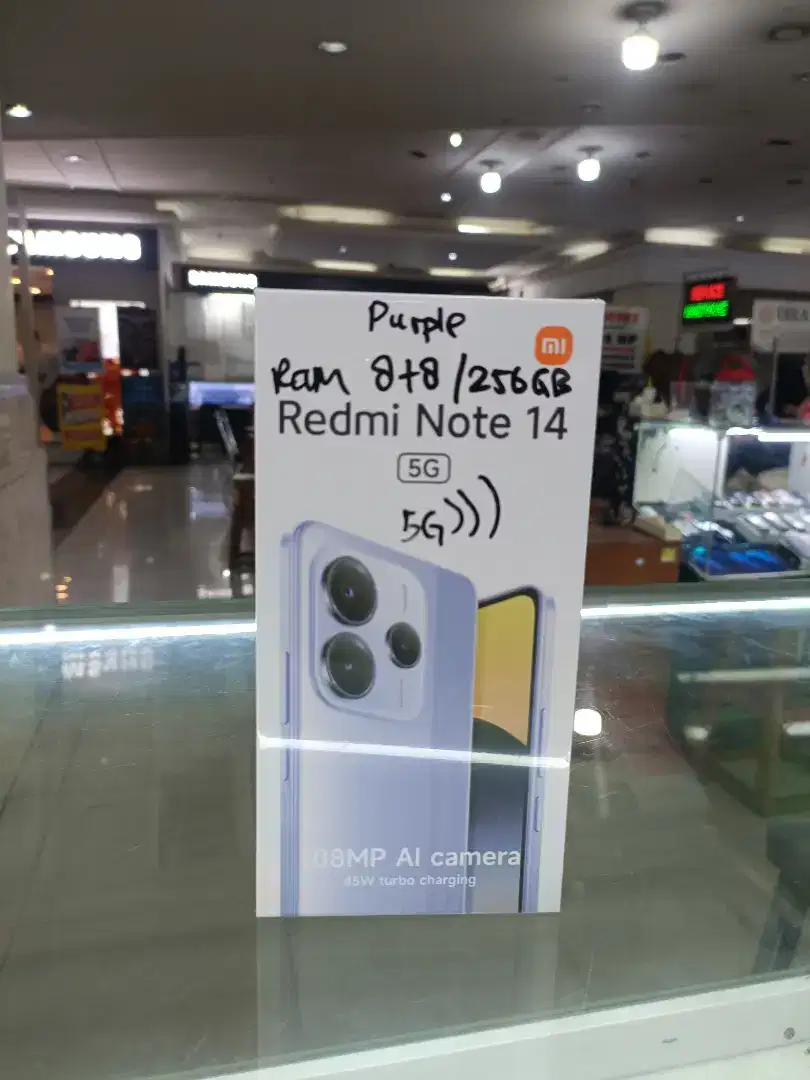 Purple
mi
Ram 8+8/256GB
Redmi Note 14
5G
5G
08MP AI camera
45W turbo charging